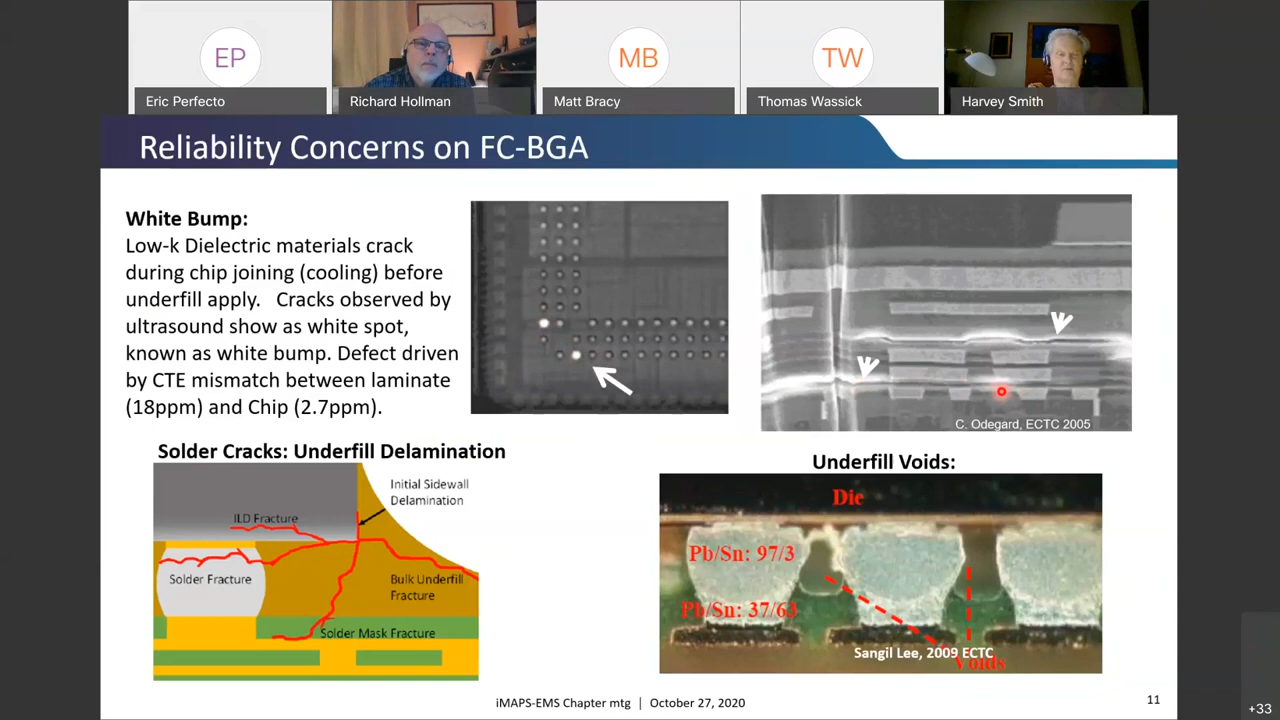 EP
MB
TW
Eric Perfecto
Richard Hollman
Matt Bracy
Thomas Wassick
Harvey Smith
Reliability Concerns on FC-BGA
White Bump:
Low-k Dielectric materials crack
during chip joining (cooling) before
underfill apply.   Cracks observed by
ultrasound show as white spot,
known as white bump. Defect driven
by CTE mismatch between laminate
(18ppm) and Chip (2.7ppm).
C. Odegard, ECTC 2005
Solder Cracks: Underfill Delamination
Initial Sidewall
Delamination
ILD Fracture
Solder Fracture
Bulk Underfill
Fracture
Solder Mask Fracture
Underfill Voids:
Die
Pb/Sn: 97/3
Pb/Sn: 37/63
Sangil Lee, 2009 ECTC
Voids
iMAPS-EMS Chapter mtg | October 27, 2020
11
+33